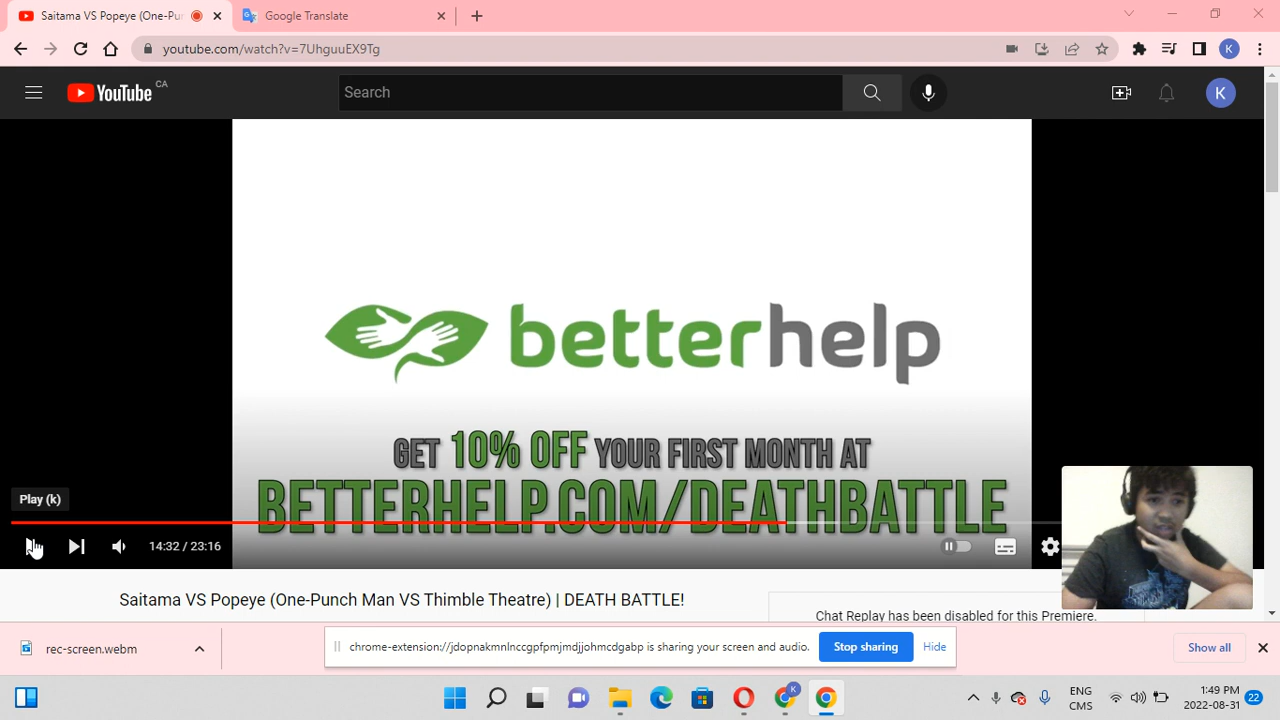 Saitama VS Popeye (One-Pu
Google Translate
youtube.com/watch?v=7UhguuEX9Tg
K
YouTube CA
Search
K
betterhelp
GET 10% OFF YOUR FIRST MONTH AT
BETTERHELP.COM/DEATHBATTLE
Play (k)
14:32 / 23:16
Saitama VS Popeye (One-Punch Man VS Thimble Theatre) | DEATH BATTLE!
Chat Replay has been disabled for this Premiere.
rec-screen.webm
chrome-extension://jdopnakmnlnccgpfpmjmdjjohmcdgabp is sharing your screen and audio.
Stop sharing
Hide
Show all
K
ENG
CMS
1:49 PM
2022-08-31
22